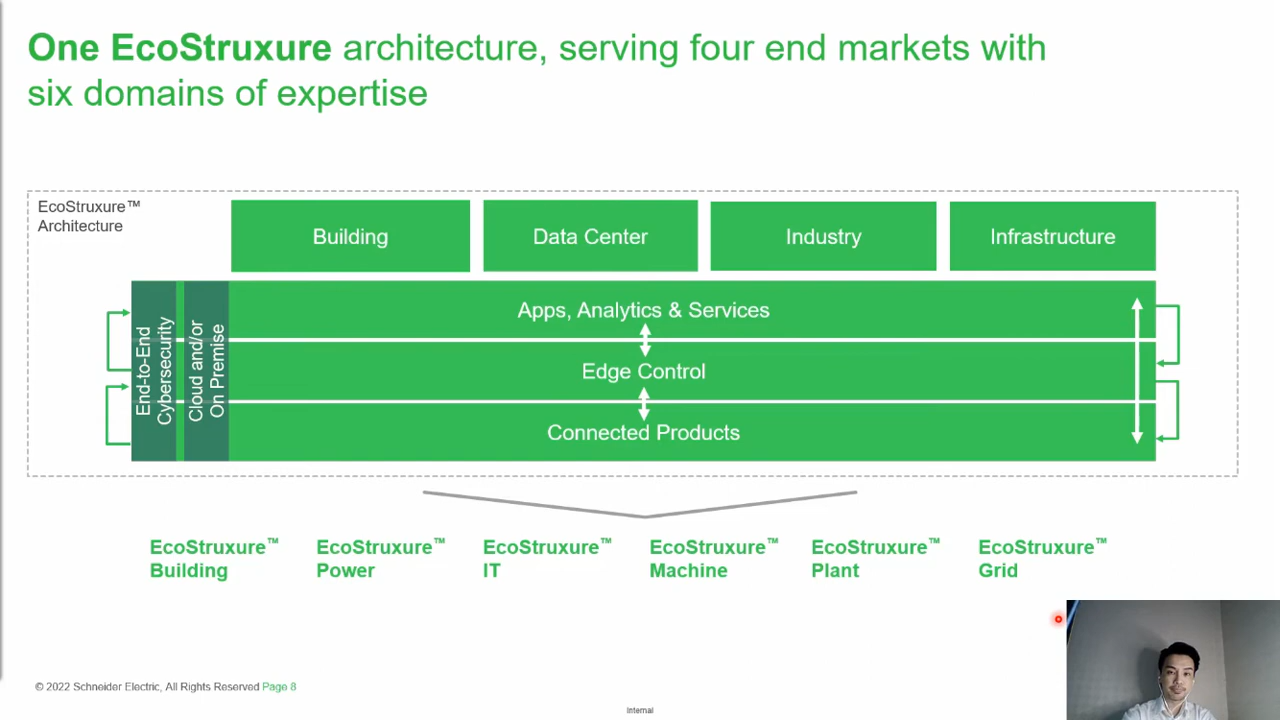 One EcoStruxure architecture, serving four end markets with
six domains of expertise
EcoStruxure™
Architecture
Building
Data Center
Industry
Infrastructure
End-to-End
Cybersecurity
Cloud and/or
On Premise
Apps, Analytics & Services
Edge Control
Connected Products
EcoStruxure™
Building
EcoStruxure™
Power
EcoStruxure™
IT
EcoStruxure™
Machine
EcoStruxure™
Plant
EcoStruxure™
Grid
© 2022 Schneider Electric, All Rights Reserved Page 8
Internal